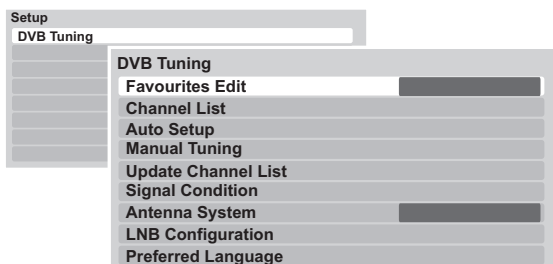 Setup
DVB Tuning
DVB Tuning
Favourites Edit
Channel List
Auto Setup
Manual Tuning
Update Channel List
Signal Condition
Antenna System
LNB Configuration
Preferred Language